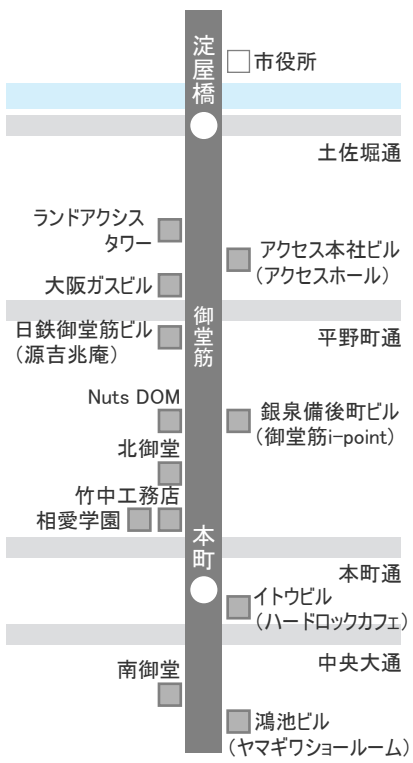 淀屋橋
市役所
土佐堀通
ランドアクシス
タワー
アクセス本社ビル
(アクセスホール)
大阪ガスビル
御堂筋
日鉄御堂筋ビル
(源吉兆庵)
平野町通
Nuts DOM
銀泉備後町ビル
(御堂筋i-point)
北御堂
竹中工務店
相愛学園
本町
本町通
イトウビル
(ハードロックカフェ)
中央大通
南御堂
鴻池ビル
(ヤマギワショールーム)